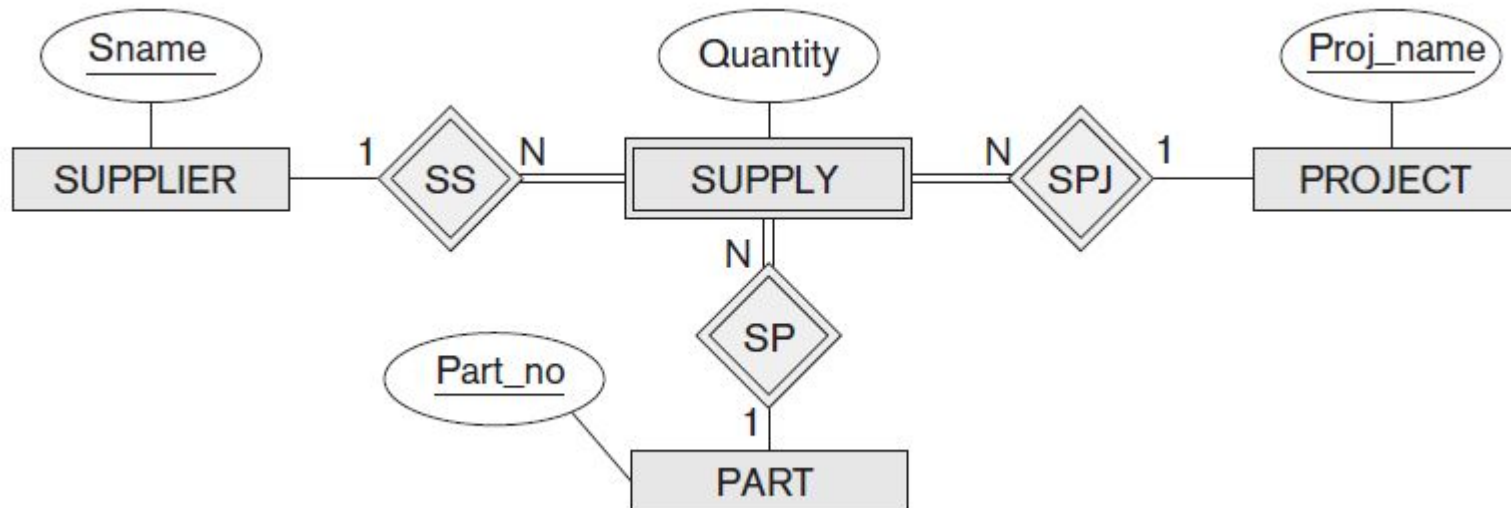 Sname
Quantity
Proj_name
SUPPLIER
1
SS
N
SUPPLY
N
SPJ
1
PROJECT
N
SP
Part_no
1
PART